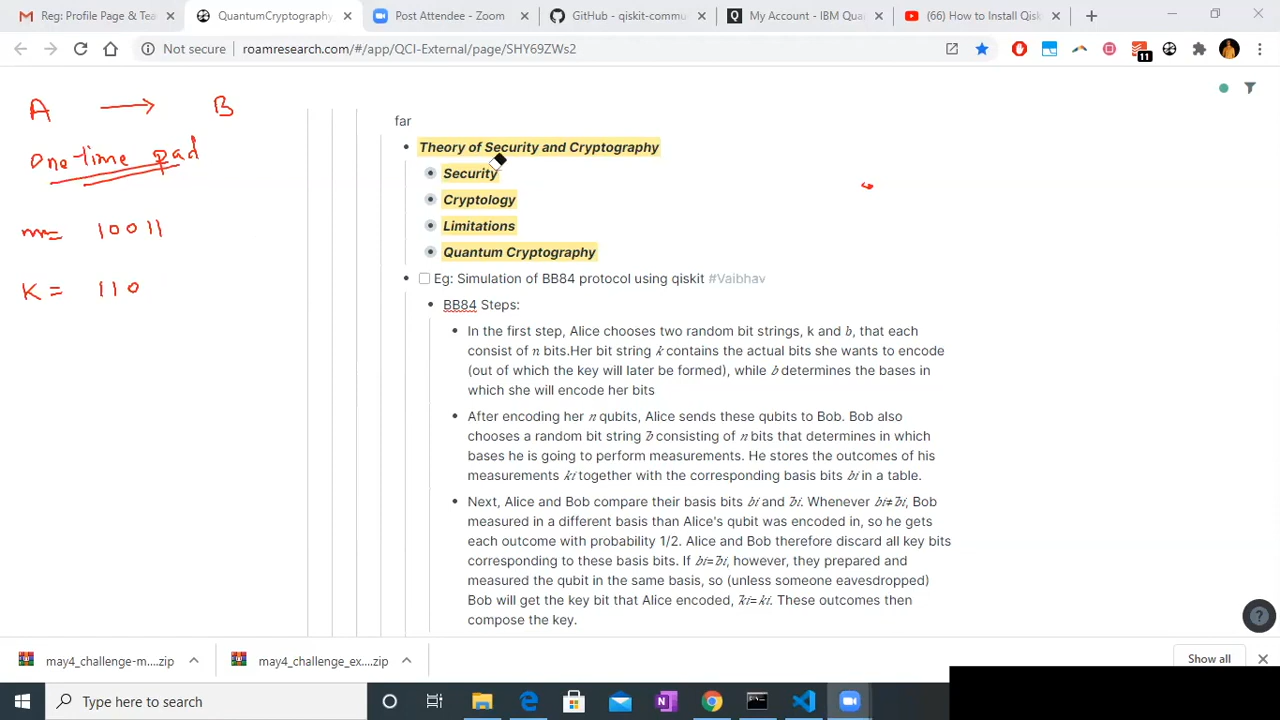 Reg: Profile Page & Tea
QuantumCryptography
Post Attendee - Zoom
GitHub - qiskit-commu
My Account - IBM Qua
(66) How to Install Qisk
Not secure
roamresearch.com/#/app/QCI-External/page/SHY69ZWs2
11
A → B
One-time pad
m= 10011
K = 110
far
Theory of Security and Cryptography
Security
Cryptology
Limitations
Quantum Cryptography
Eg: Simulation of BB84 protocol using qiskit #Vaibhav
BB84 Steps:
In the first step, Alice chooses two random bit strings, k and b, that each
consist of n bits.Her bit string k contains the actual bits she wants to encode
(out of which the key will later be formed), while b determines the bases in
which she will encode her bits
After encoding her n qubits, Alice sends these qubits to Bob. Bob also
chooses a random bit string b̃ consisting of n bits that determines in which
bases he is going to perform measurements. He stores the outcomes of his
measurements k̃i together with the corresponding basis bits b̃i in a table.
Next, Alice and Bob compare their basis bits bi and b̃i. Whenever bi≠b̃i, Bob
measured in a different basis than Alice's qubit was encoded in, so he gets
each outcome with probability 1/2. Alice and Bob therefore discard all key bits
corresponding to these basis bits. If bi=b̃i, however, they prepared and
measured the qubit in the same basis, so (unless someone eavesdropped)
Bob will get the key bit that Alice encoded, k̃i=ki. These outcomes then
compose the key.
may4_challenge-m....zip
may4_challenge_ex....zip
Show all
Type here to search